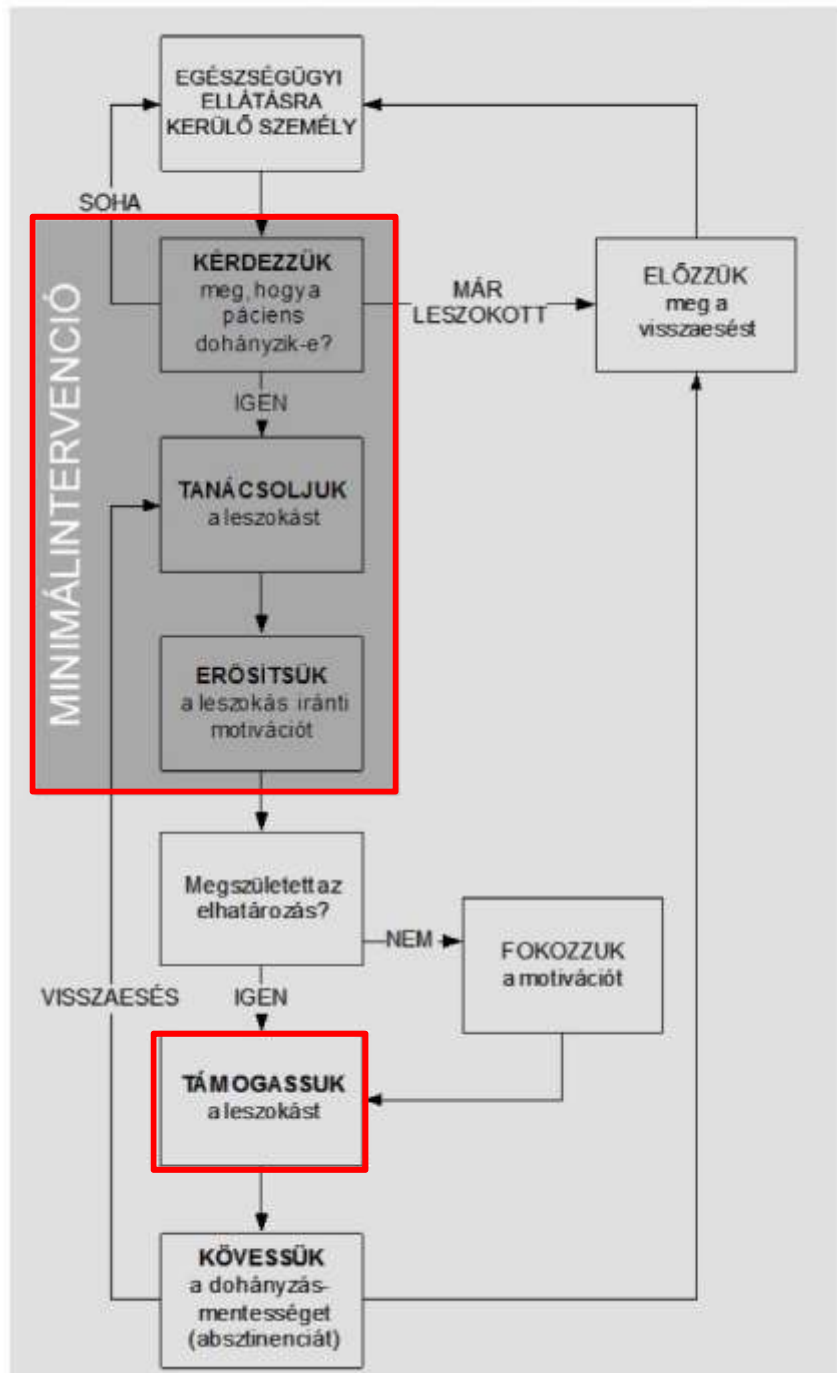 EGÉSZSÉGÜGYI
ELLÁTÁSRA
KERÜLŐ SZEMÉLY
SOHA
MINIMÁLINTERVENCIÓ
KÉRDEZZÜK
meg, hogy a
páciens
dohányzik-e?
MÁR
LESZOKOTT
ELŐZZÜK
meg a
visszaesést
IGEN
TANÁCSOLJUK
a leszokást
ERŐSÍTSÜK
a leszokás iránti
motivációt
Megszületett az
elhatározás?
NEM
FOKOZZUK
a motivációt
VISSZAESÉS
IGEN
TÁMOGASSUK
a leszokást
KÖVESSÜK
a dohányzás-
mentességet
(absztinenciát)